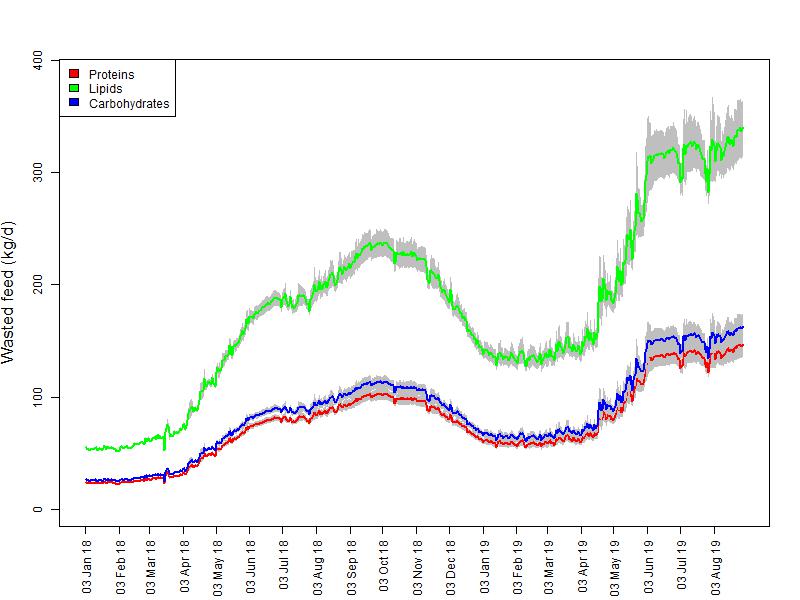 Proteins
Lipids
Carbohydrates
Wasted feed (kg/d)
400
300
200
100
0
03 Jan 18
03 Feb 18
03 Mar 18
03 Apr 18
03 May 18
03 Jun 18
03 Jul 18
03 Aug 18
03 Sep 18
03 Oct 18
03 Nov 18
03 Dec 18
03 Jan 19
03 Feb 19
03 Mar 19
03 Apr 19
03 May 19
03 Jun 19
03 Jul 19
03 Aug 19